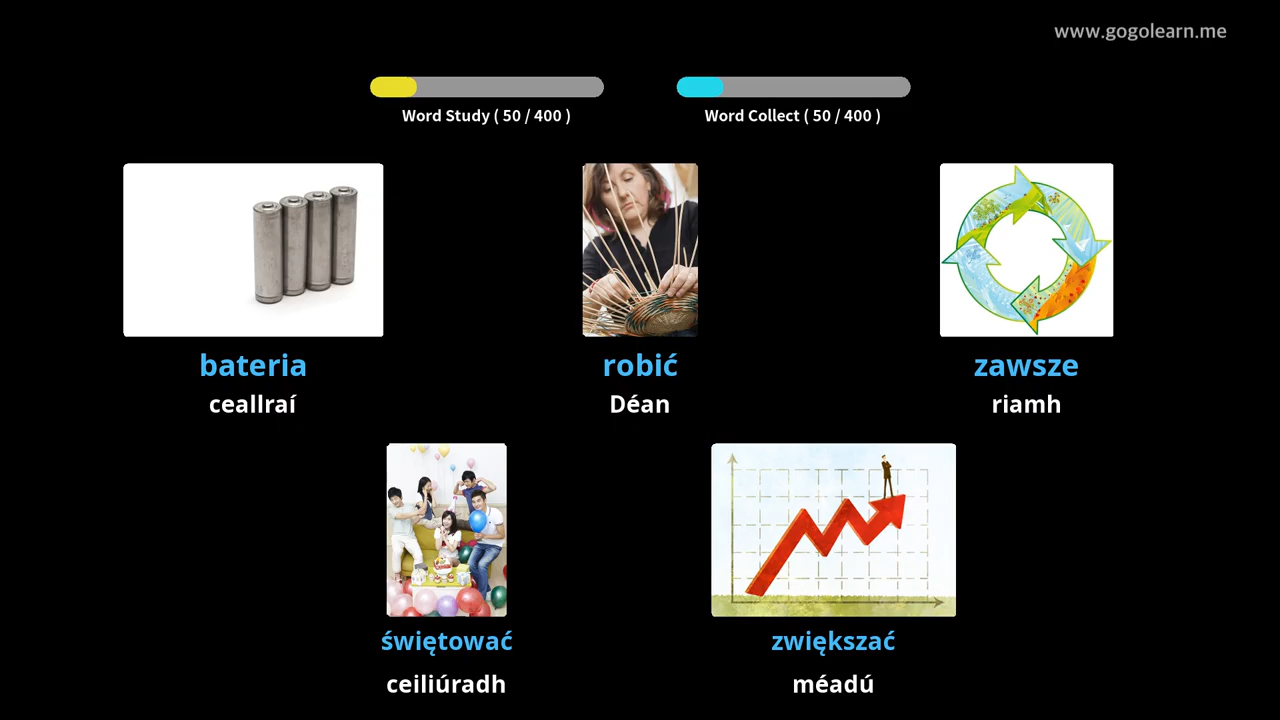 www.gogolearn.me
Word Study ( 50 / 400 )
Word Collect ( 50 / 400 )
bateria
ceallraí
robić
Déan
zawsze
riamh
świętować
ceiliúradh
zwiększać
méadú